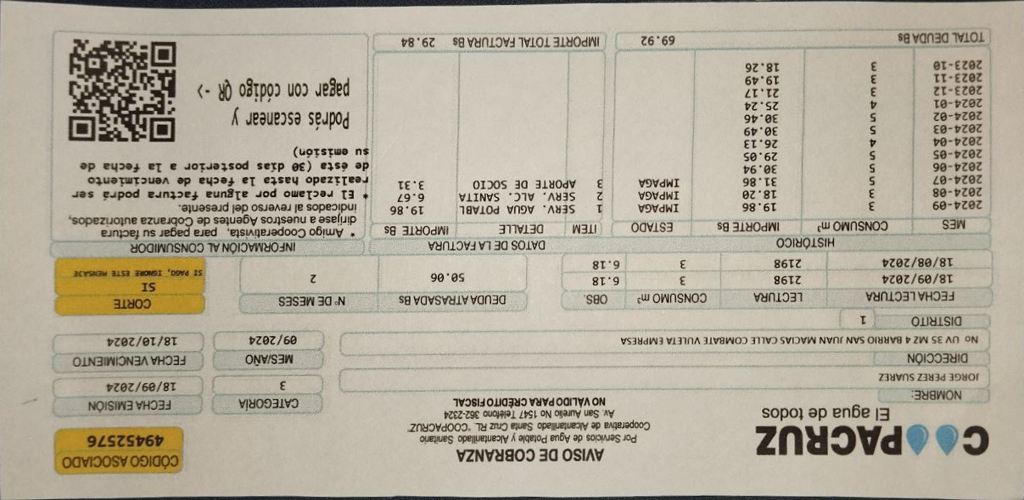 COOPACRUZ
El agua de todos
AVISO DE COBRANZA
Por Servicios de Agua Potable y Alcantarillado Sanitario
Cooperativa de Alcantarillado Santa Cruz "COOPACRUZ" RL
Av. San Aurelio No 1547 Teléfono 362-2324
NO VALIDO PARA CRÉDITO FISCAL
CÓDIGO ASOCIADO
49452576
NOMBRE:
JORGE PEREZ SUAREZ
CATEGORÍA
3
FECHA EMISIÓN
18/09/2024
DIRECCIÓN
No UV 35 MZ 4 BARRIO SAN JUAN MACIAS CALLE COMBATE VULETA EMPRESA
MES/AÑO
09/2024
FECHA VENCIMIENTO
18/10/2024
DISTRITO 1
FECHA LECTURA LECTURA CONSUMO m³ OBS.
18/09/2024 2198 3 6.18
18/08/2024 2198 3 6.18
DEUDA ATRASADA Bs
50.06
N° DE MESES
2
CORTE
SI
SI PAGO, IGNORE ESTE MENSAJE
HISTÓRICO
MES CONSUMO m³ IMPORTE Bs ESTADO
2024-09 3 19.86 IMPAGA
2024-08 3 18.20 IMPAGA
2024-07 5 31.86 IMPAGA
2024-06 5 30.94
2024-05 5 29.05
2024-04 4 26.13
2024-03 5 30.49
2024-02 5 30.46
2024-01 4 25.24
2023-12 3 21.17
2023-11 3 19.49
2023-10 3 18.26
TOTAL DEUDA Bs 69.92
DATOS DE LA FACTURA
ITEM DETALLE IMPORTE Bs
1 SERV. AGUA POTABL 19.86
2 SERV. ALC. SANITA 6.67
3 APORTE DE SOCIO 3.31
IMPORTE TOTAL FACTURA Bs 29.84
INFORMACIÓN AL CONSUMIDOR
* Amigo Cooperativista, para pagar su factura
dirijase a nuestros Agentes de Cobranza autorizados,
indicados al reverso del presente.
* El reclamo por alguna factura podrá ser
realizado hasta la fecha de vencimiento
de ésta (30 días posterior a la fecha de
su emisión)
Podrás escanear y
pagar con código QR ->